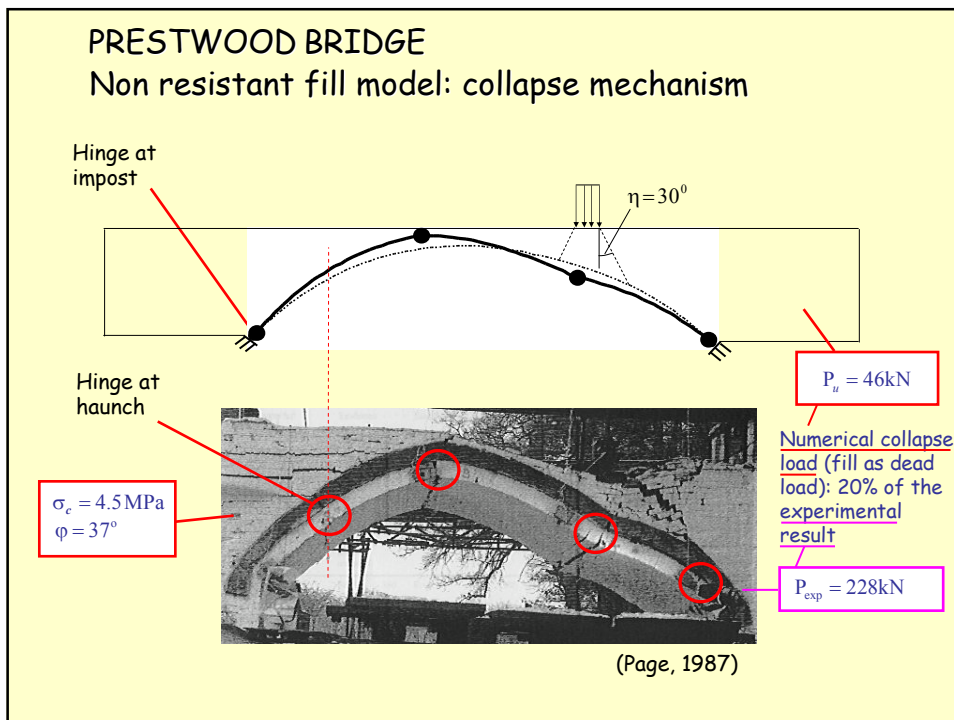 PRESTWOOD BRIDGE
Non resistant fill model: collapse mechanism
Hinge at
impost
η=30⁰
Hinge at
haunch
P_u = 46kN
Numerical collapse
load (fill as dead
load): 20% of the
experimental
result
σ_c = 4.5 MPa
φ = 37°
P_exp = 228kN
(Page, 1987)